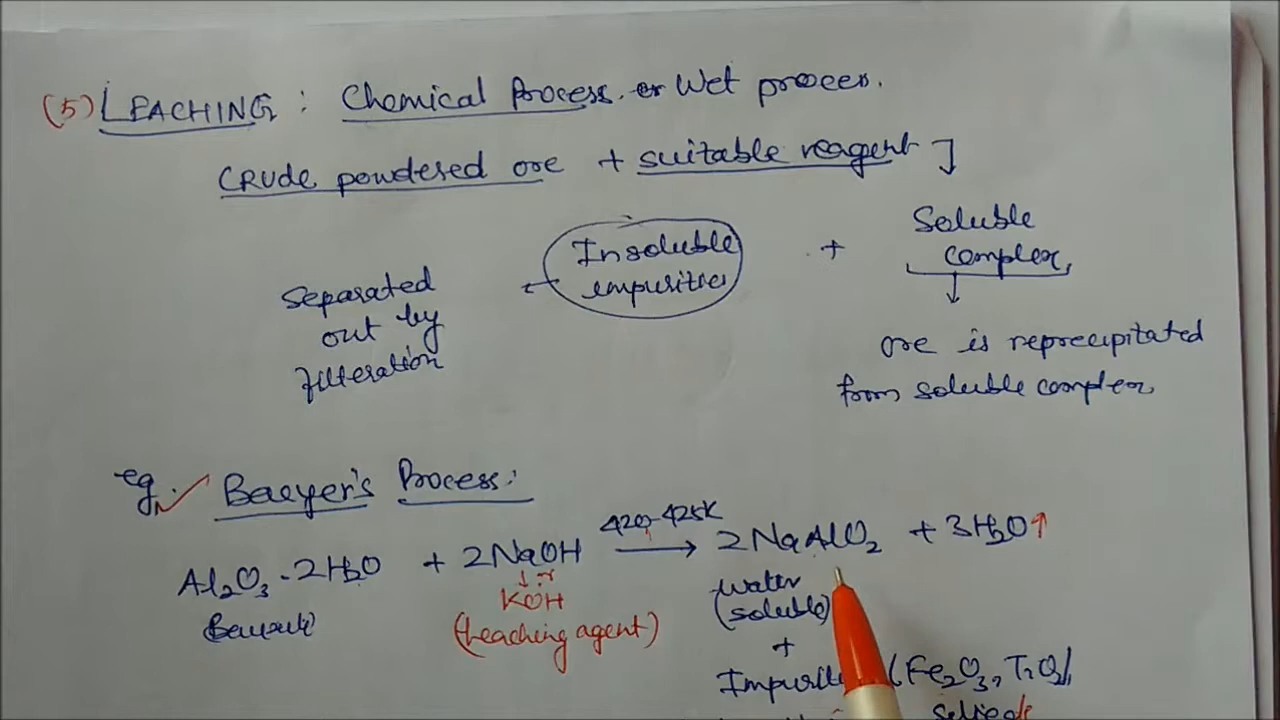 (5) LEACHING : Chemical Process or Wet process.
CRUde powdered ore + suitable reagent ]
Separated out by filteration ← Insoluble impurities + Soluble complex
↓
ore is reprecipitated
from soluble complex
eg. ✓ Baeyer's Process:
Al2O3 · 2H2O + 2NaOH 420-425K → 2NaAlO2 + 3H2O ↑
Bauxite
↓ or
KOH
(leaching agent)
water
(soluble)
+
(Fe2O3, TiO2)